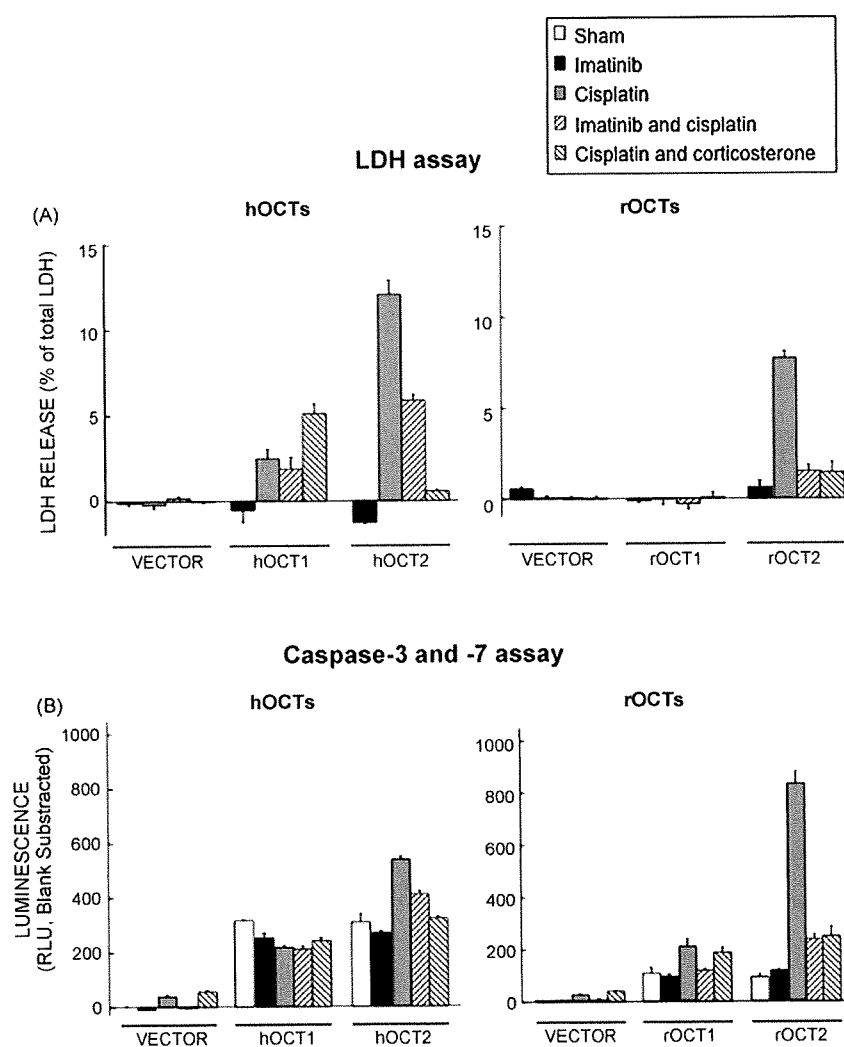 Sham
Imatinib
Cisplatin
Imatinib and cisplatin
Cisplatin and corticosterone
LDH assay
(A)
hOCTs
rOCTs
LDH RELEASE (% of total LDH)
15
10
5
0
15
10
5
0
VECTOR
hOCT1
hOCT2
VECTOR
rOCT1
rOCT2
Caspase-3 and -7 assay
(B)
hOCTs
rOCTs
LUMINESCENCE
(RLU, Blank Substracted)
1000
800
600
400
200
0
1000
800
600
400
200
0
VECTOR
hOCT1
hOCT2
VECTOR
rOCT1
rOCT2